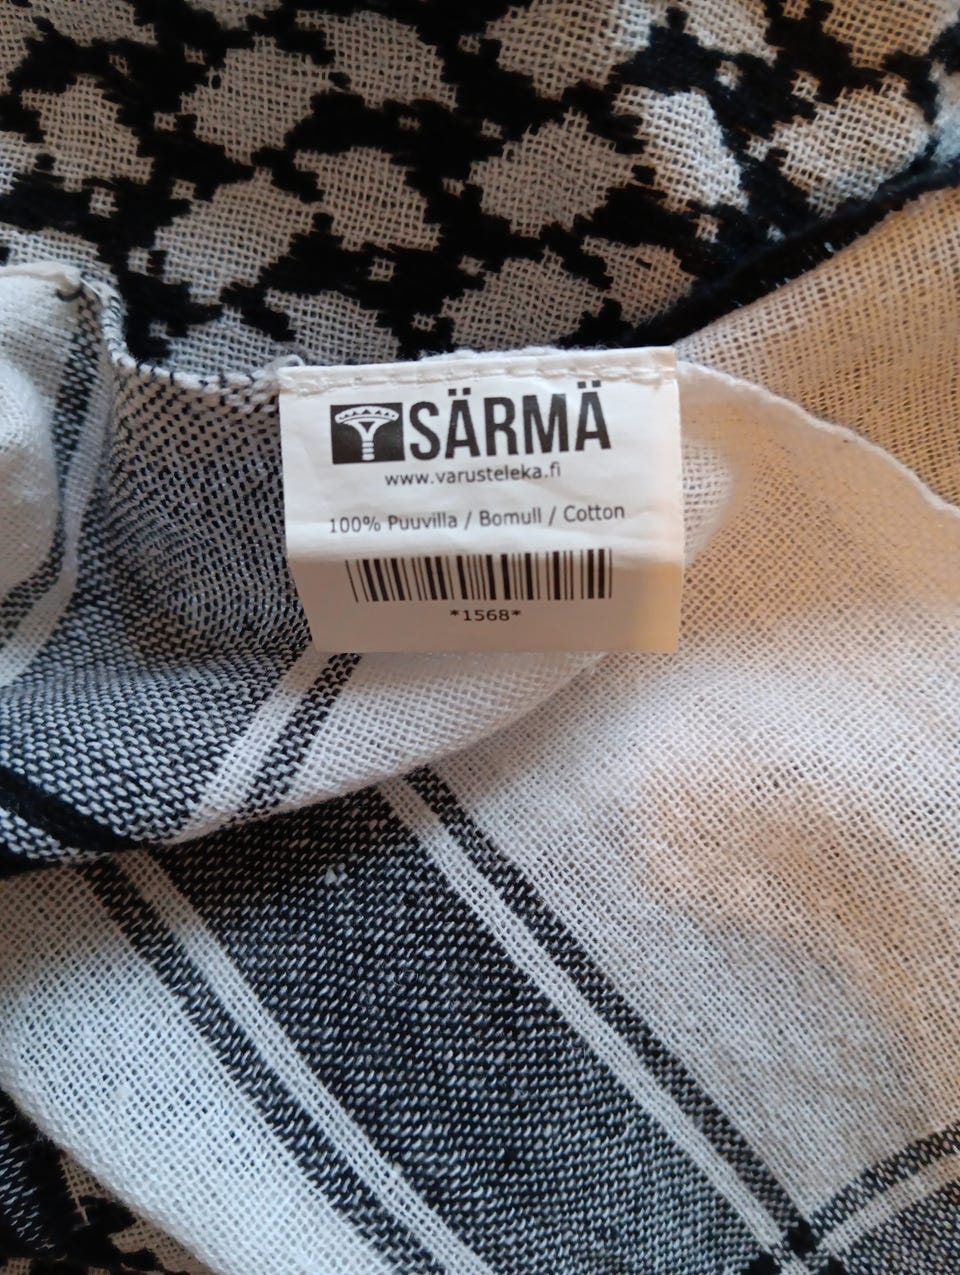 SÄRMÄ
www.varusteleka.fi
100% Puuvilla / Bomull / Cotton
*1568*